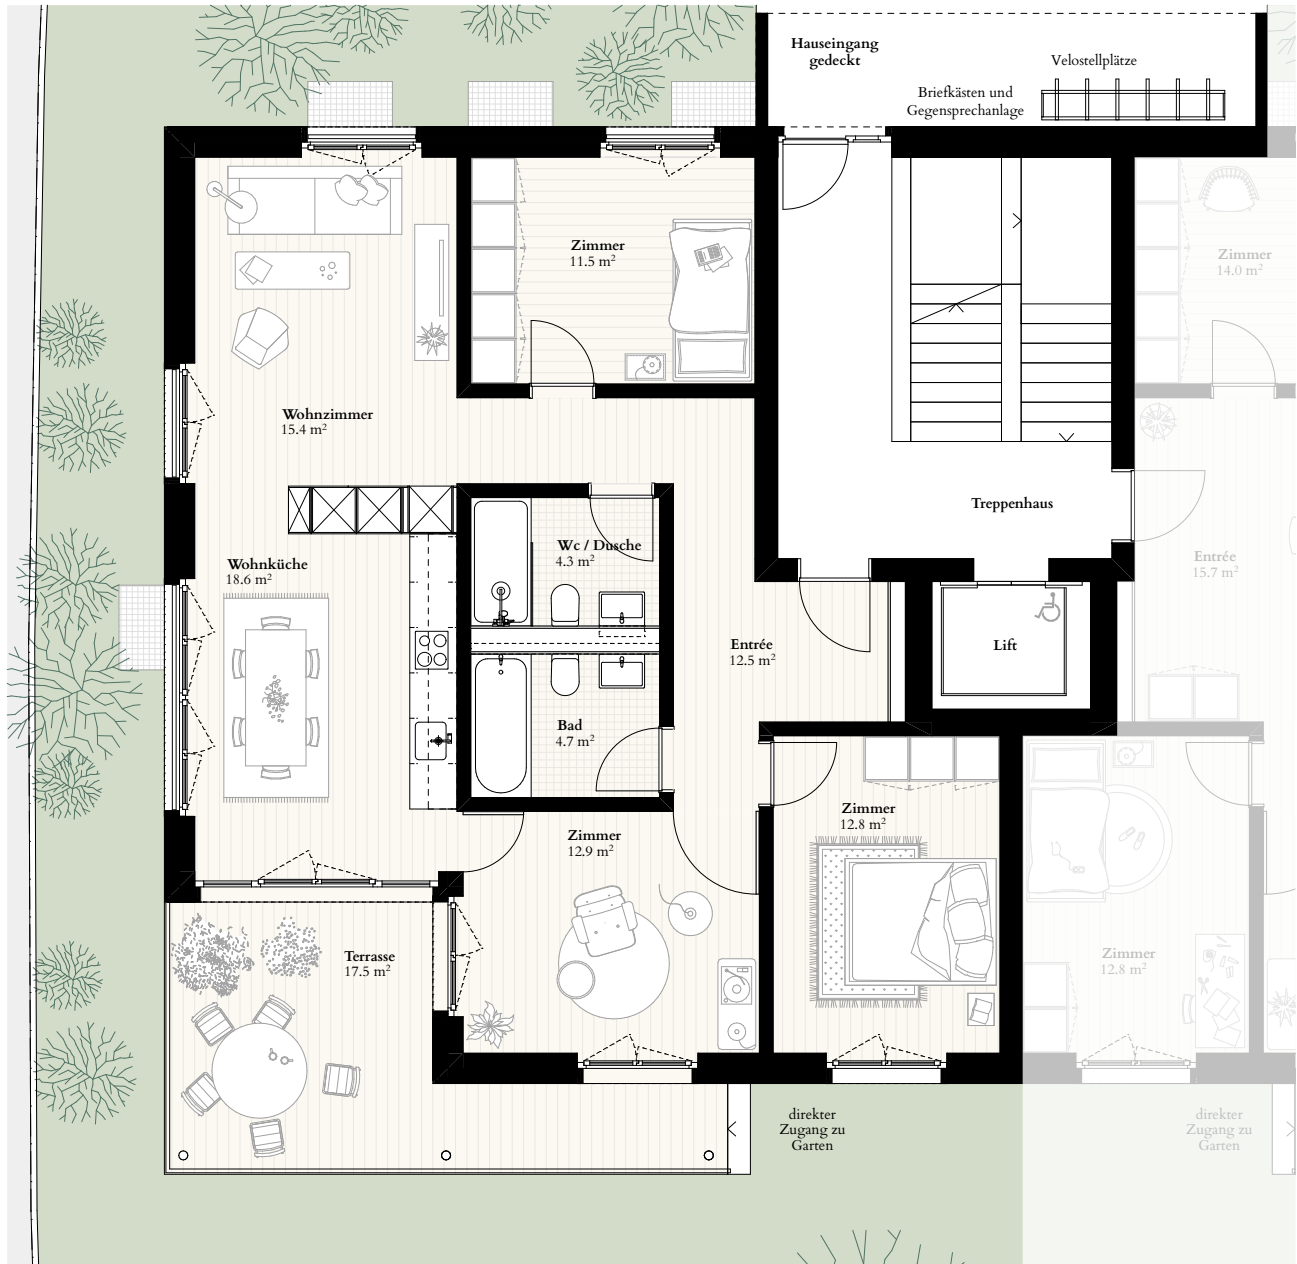 Hauseingang
gedeckt
Velostellplätze
Briefkästen und
Gegensprechanlage
Zimmer
11.5 m²
Zimmer
14.0 m²
Wohnzimmer
15.4 m²
Treppenhaus
Wc / Dusche
4.3 m²
Wohnküche
18.6 m²
Entrée
15.7 m²
Entrée
12.5 m²
Lift
Bad
4.7 m²
Zimmer
12.8 m²
Zimmer
12.9 m²
Terrasse
17.5 m²
Zimmer
12.8 m²
direkter
Zugang zu
Garten
direkter
Zugang zu
Garten